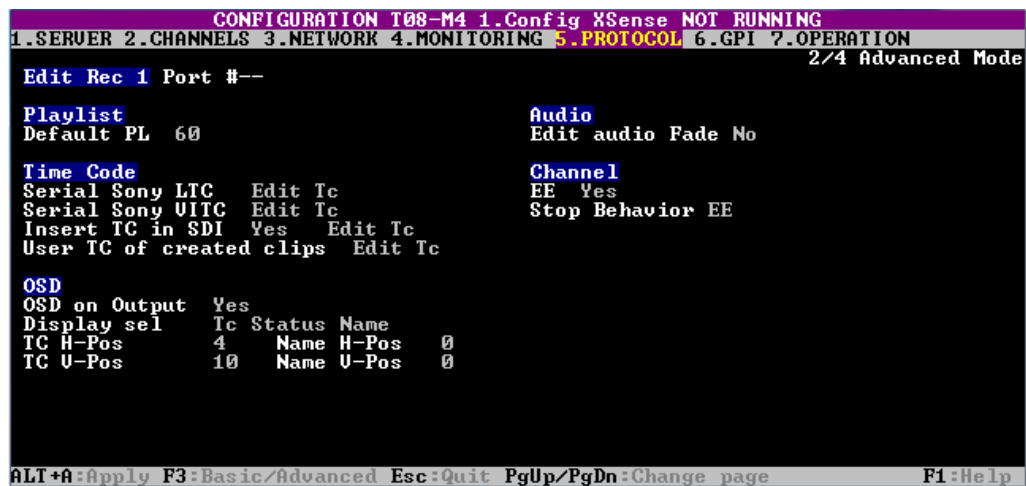 CONFIGURATION T08-M4 1.Config XSense NOT RUNNING
1.SERVER 2.CHANNELS 3.NETWORK 4.MONITORING 5.PROTOCOL 6.GPI 7.OPERATION
2/4 Advanced Mode
Edit Rec 1 Port #--
Playlist Audio
Default PL 60 Edit audio Fade No
Time Code Channel
Serial Sony LTC Edit Tc EE Yes
Serial Sony VITC Edit Tc Stop Behavior EE
Insert TC in SDI Yes Edit Tc
User TC of created clips Edit Tc
OSD
OSD on Output Yes
Display sel Tc Status Name
TC H-Pos 4 Name H-Pos 0
TC V-Pos 10 Name V-Pos 0
ALT+A:Apply F3:Basic/Advanced Esc:Quit PgUp/PgDn:Change page F1:Help